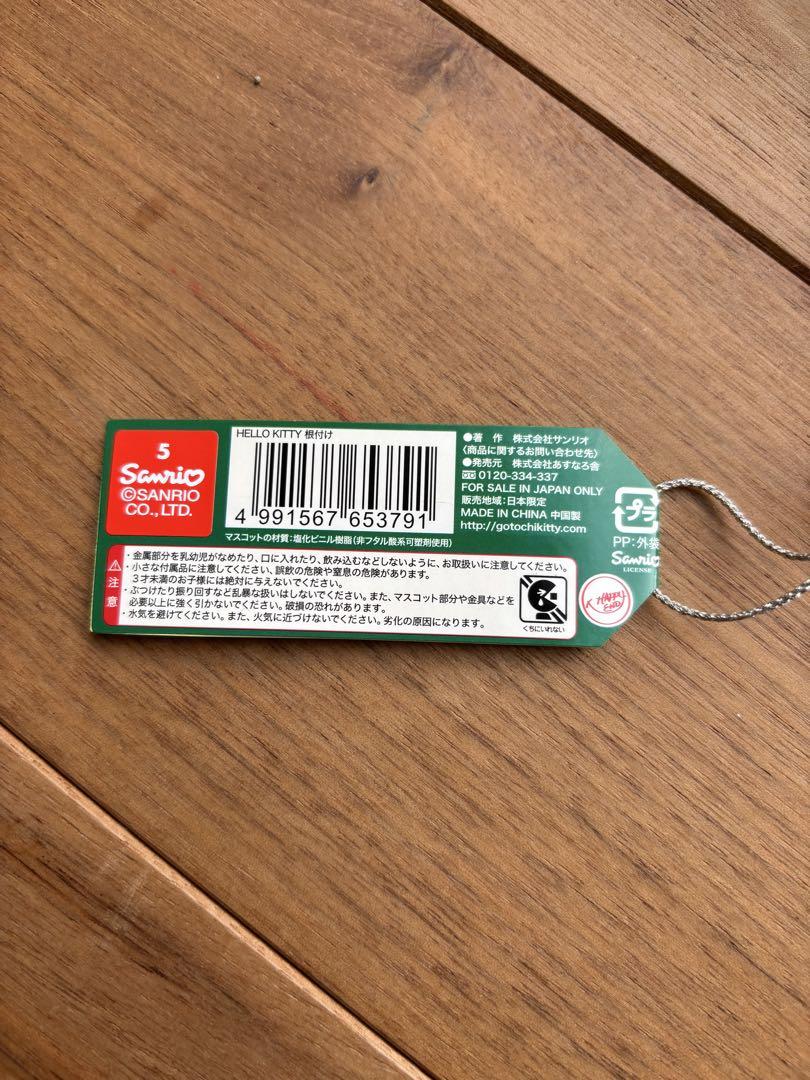 5
Sanrio
©SANRIO
CO., LTD.
HELLO KITTY 根付け
4 991567 653791
マスコットの材質：塩化ビニル樹脂（非フタル酸系可塑剤使用）
●著　作　株式会社サンリオ
〈商品に関するお問い合わせ先〉
●発売元　株式会社あすなろ舎
0120-334-337
FOR SALE IN JAPAN ONLY
販売地域：日本限定
MADE IN CHINA 中国製
http://gotochikitty.com
プラ
PP：外袋
Sanrio
LICENSE
HAPPY
END
注意
・金属部分を乳幼児がなめたり、口に入れたり、飲み込むなどしないように、お取扱いに注意してください。
・小さな付属品に注意してください、誤飲の危険や窒息の危険があります。
３才未満のお子様には絶対に与えないでください。
・ぶつけたり振り回すなど乱暴な扱いはしないでください。また、マスコット部分や金具などを
必要以上に強く引かないでください。破損の恐れがあります。
・水気を避けてください。また、火気に近づけないでください。劣化の原因になります。
くちにいれない